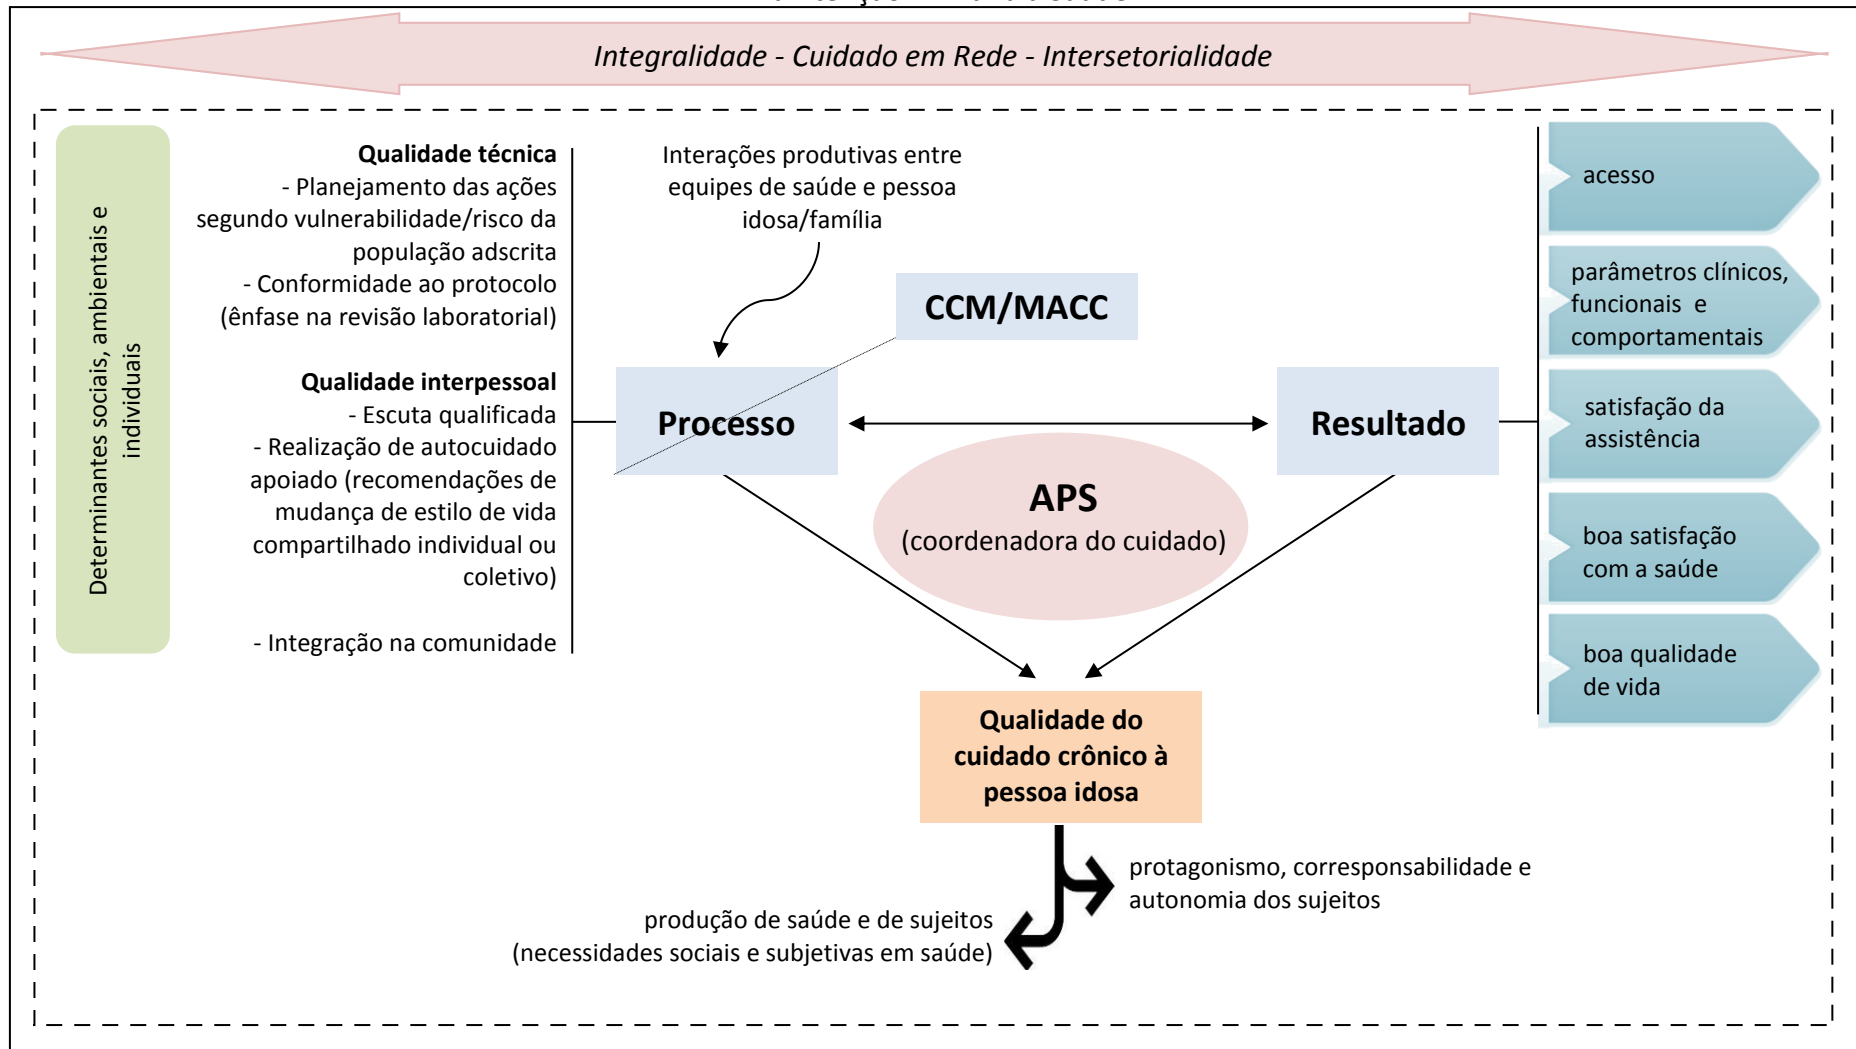 Integralidade - Cuidado em Rede - Intersetorialidade
Determinantes sociais, ambientais e
individuais
Qualidade técnica
- Planejamento das ações
segundo vulnerabilidade/risco da
população adscrita
- Conformidade ao protocolo
(ênfase na revisão laboratorial)
Qualidade interpessoal
- Escuta qualificada
- Realização de autocuidado
apoiado (recomendações de
mudança de estilo de vida
compartilhado individual ou
coletivo)
- Integração na comunidade
Interações produtivas entre
equipes de saúde e pessoa
idosa/família
CCM/MACC
Processo
Resultado
APS
(coordenadora do cuidado)
acesso
parâmetros clínicos,
funcionais e
comportamentais
satisfação da
assistência
boa satisfação
com a saúde
boa qualidade
de vida
Qualidade do
cuidado crônico à
pessoa idosa
protagonismo, corresponsabilidade e
autonomia dos sujeitos
produção de saúde e de sujeitos
(necessidades sociais e subjetivas em saúde)